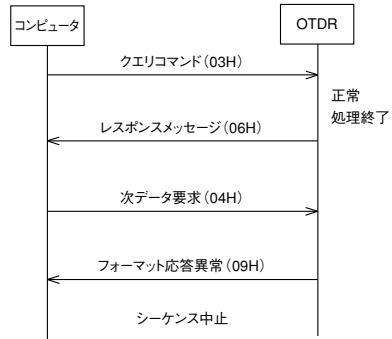 コンピュータ
OTDR
クエリコマンド(03H)
正常
処理終了
レスポンスメッセージ(06H)
次データ要求(04H)
フォーマット応答異常(09H)
シーケンス中止